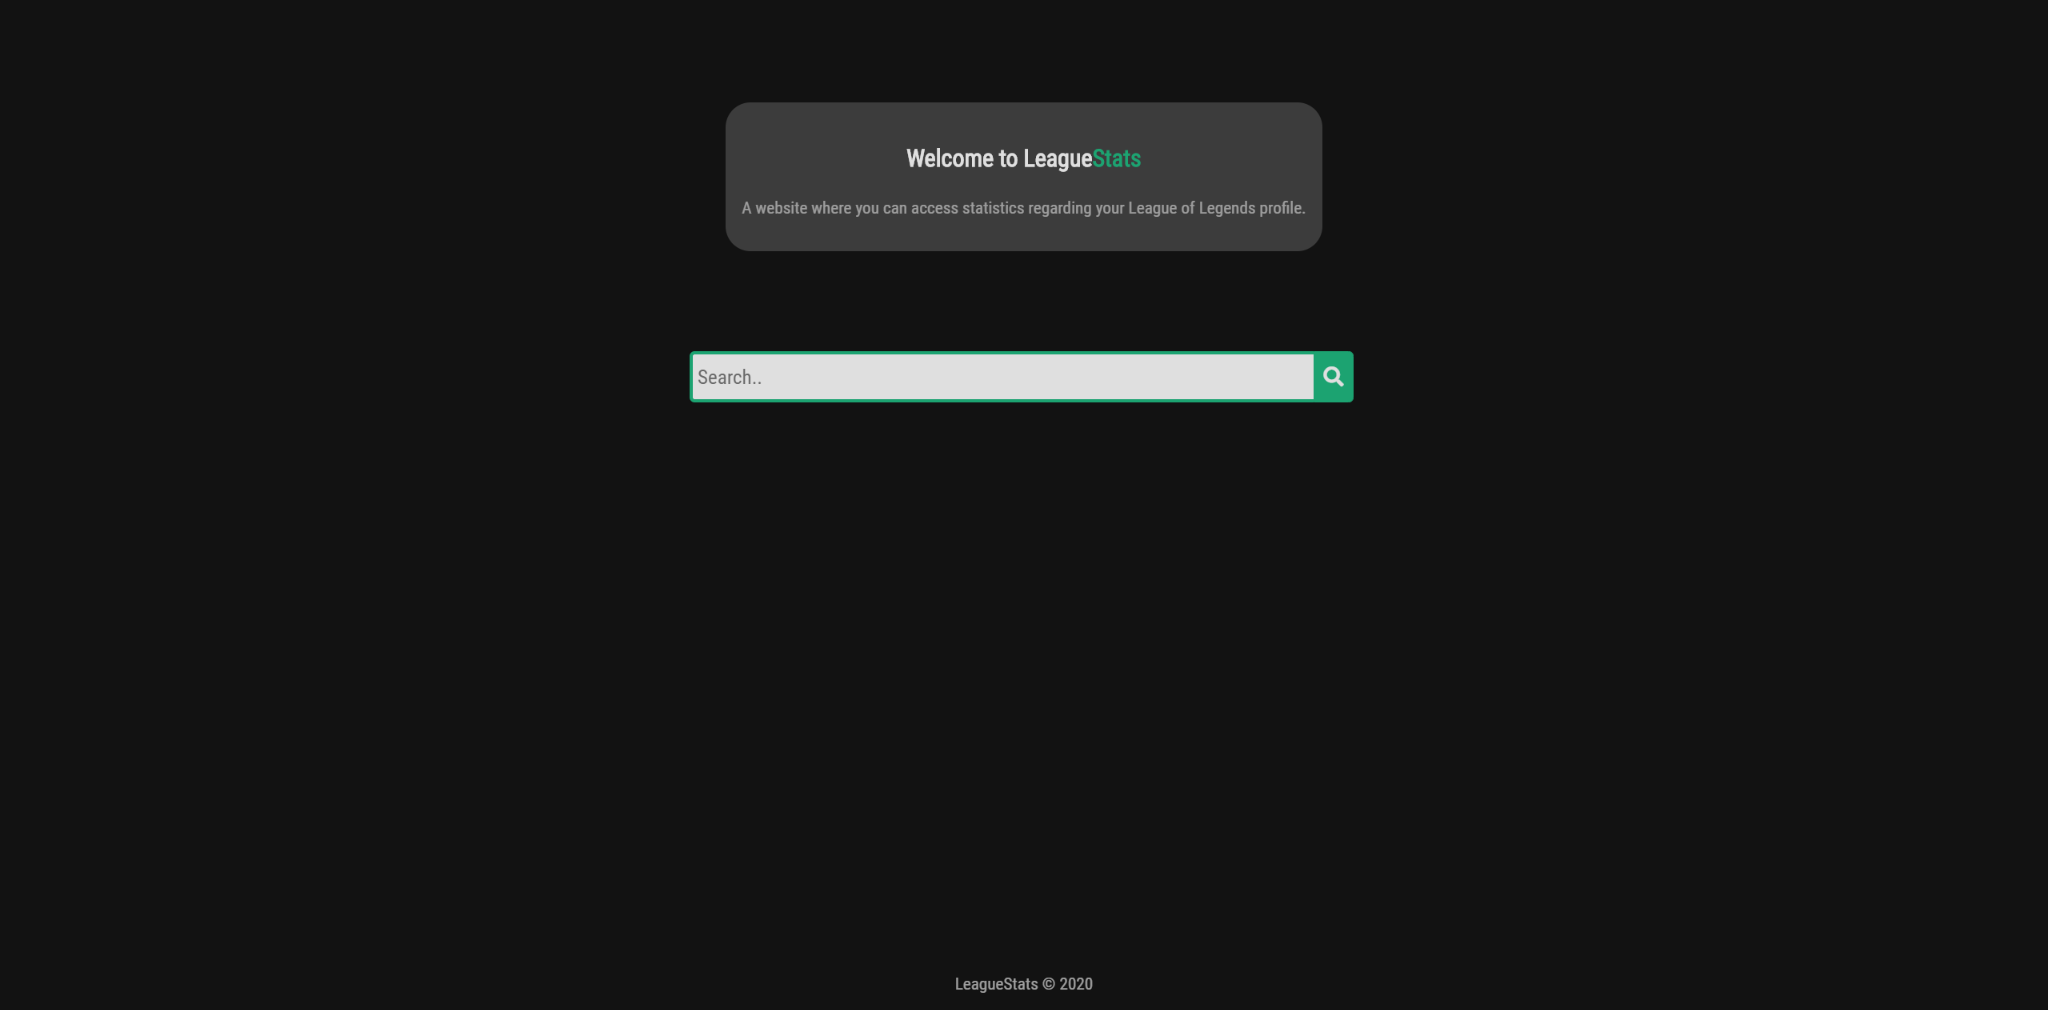 Welcome to LeagueStats
A website where you can access statistics regarding your League of Legends profile.
Search..
LeagueStats © 2020